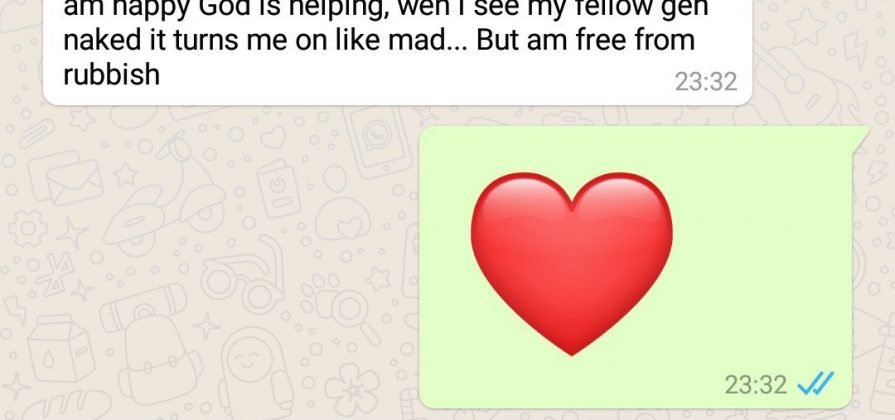 am happy God is helping, wen I see my fellow gen
naked it turns me on like mad... But am free from
rubbish
23:32
23:32